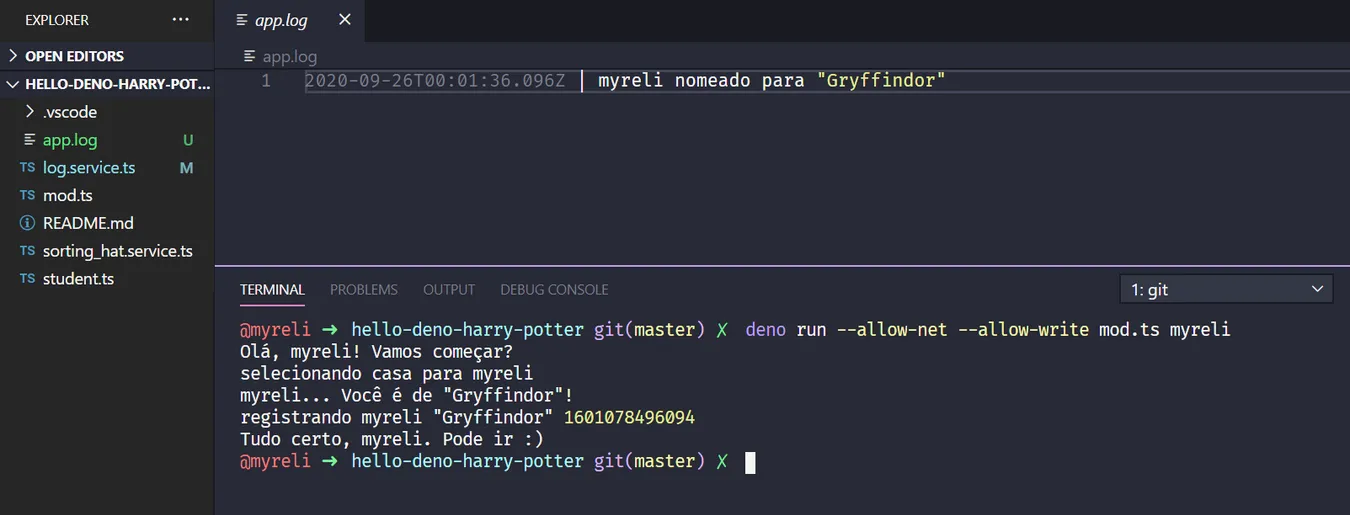 EXPLORER ...
OPEN EDITORS
HELLO-DENO-HARRY-POT...
.vscode
app.log U
TS log.service.ts M
TS mod.ts
README.md
TS sorting_hat.service.ts
TS student.ts
app.log ×
app.log
1 2020-09-26T00:01:36.096Z | myreli nomeado para "Gryffindor"
TERMINAL PROBLEMS OUTPUT DEBUG CONSOLE 1: git
@myreli ➜ hello-deno-harry-potter git(master) ✗ deno run --allow-net --allow-write mod.ts myreli
Olá, myreli! Vamos começar?
selecionando casa para myreli
myreli... Você é de "Gryffindor"!
registrando myreli "Gryffindor" 1601078496094
Tudo certo, myreli. Pode ir :)
@myreli ➜ hello-deno-harry-potter git(master) ✗